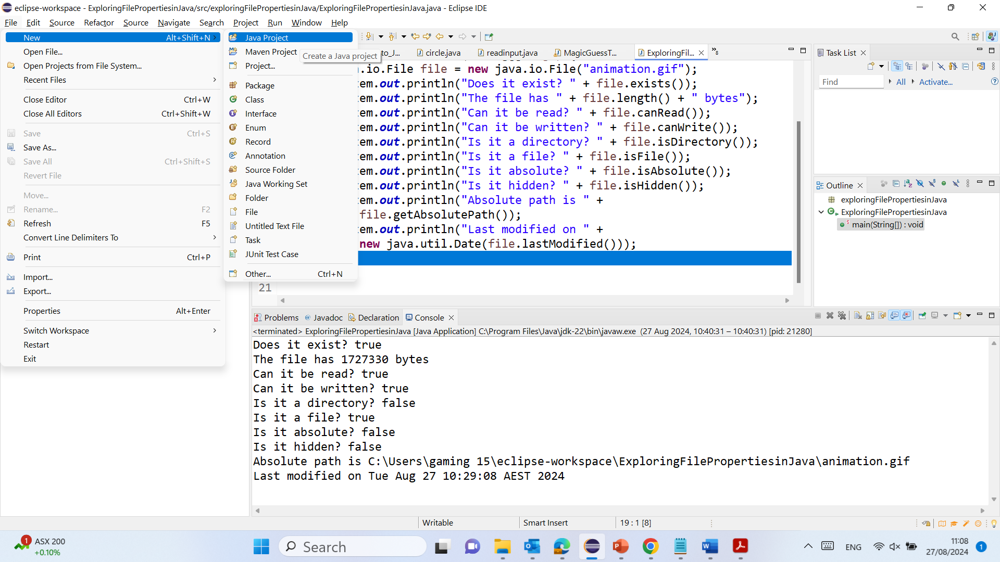 eclipse-workspace - ExploringFilePropertiesinJava/src/exploringFilePropertiesinJava/ExploringFilePropertiesinJava.java - Eclipse IDE
File Edit Source Refactor Source Navigate Search Project Run Window Help
New Alt+Shift+N
Open File...
Open Projects from File System...
Recent Files
Close Editor Ctrl+W
Close All Editors Ctrl+Shift+W
Save Ctrl+S
Save As...
Save All Ctrl+Shift+S
Revert File
Move...
Rename... F2
Refresh F5
Convert Line Delimiters To
Print Ctrl+P
Import...
Export...
Properties Alt+Enter
Switch Workspace
Restart
Exit
Java Project
Maven Project
Create a Java project
Project...
Package
Class
Interface
Enum
Record
Annotation
Source Folder
Java Working Set
Folder
File
Untitled Text File
Task
JUnit Test Case
Other... Ctrl+N
to_J... circle.java readinput.java MagicGuessT... ExploringFil... 8
.io.File file = new java.io.File("animation.gif");
tem.out.println("Does it exist? " + file.exists());
tem.out.println("The file has " + file.length() + " bytes");
tem.out.println("Can it be read? " + file.canRead());
tem.out.println("Can it be written? " + file.canWrite());
tem.out.println("Is it a directory? " + file.isDirectory());
tem.out.println("Is it a file? " + file.isFile());
tem.out.println("Is it absolute? " + file.isAbsolute());
tem.out.println("Is it hidden? " + file.isHidden());
tem.out.println("Absolute path is " +
file.getAbsolutePath());
tem.out.println("Last modified on " +
new java.util.Date(file.lastModified()));
21
Task List
Find All Activate...
Outline
exploringFilePropertiesinJava
ExploringFilePropertiesinJava
main(String[]) : void
Problems Javadoc Declaration Console
<terminated> ExploringFilePropertiesinJava [Java Application] C:\Program Files\Java\jdk-22\bin\javaw.exe (27 Aug 2024, 10:40:31 – 10:40:31) [pid: 21280]
Does it exist? true
The file has 1727330 bytes
Can it be read? true
Can it be written? true
Is it a directory? false
Is it a file? true
Is it absolute? false
Is it hidden? false
Absolute path is C:\Users\gaming 15\eclipse-workspace\ExploringFilePropertiesinJava\animation.gif
Last modified on Tue Aug 27 10:29:08 AEST 2024
Writable Smart Insert 19 : 1 [8]
1 ASX 200
+0.10%
Search
ENG
11:08
27/08/2024
1